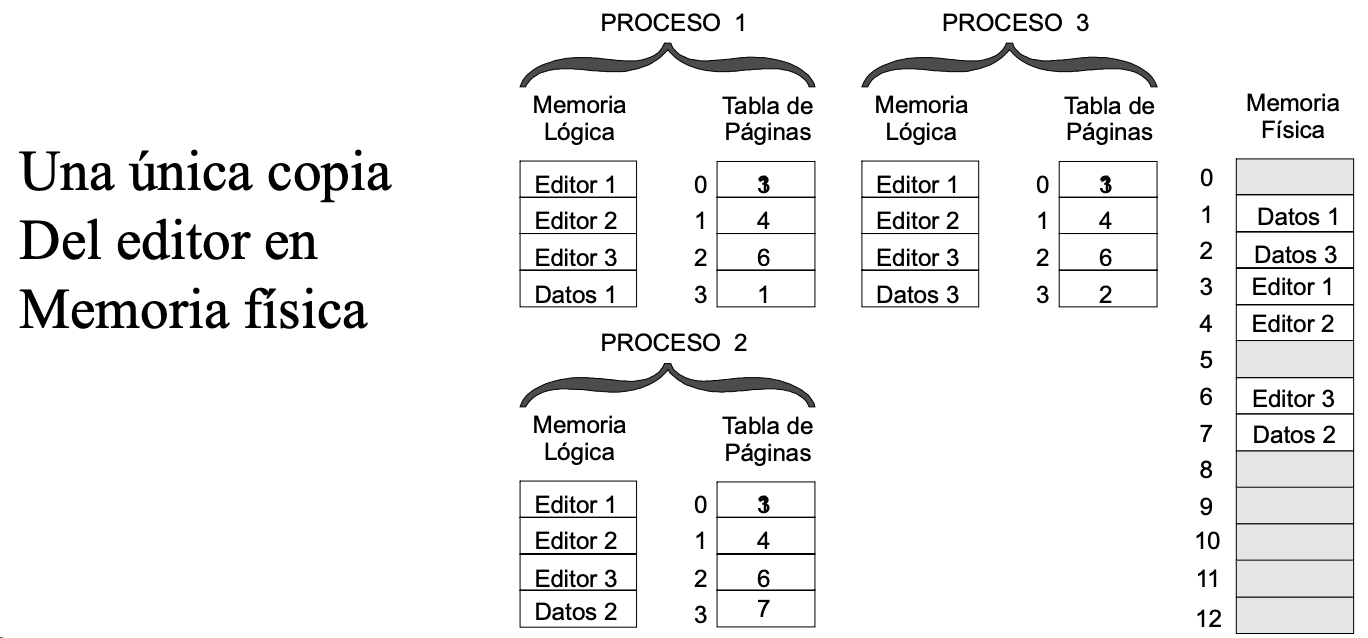 Una única copia
Del editor en
Memoria física
PROCESO 1
Memoria
Lógica
Tabla de
Páginas
Editor 1 0
Editor 2 1 4
Editor 3 2 6
Datos 1 3 1
PROCESO 3
Memoria
Lógica
Tabla de
Páginas
Editor 1 0
Editor 2 1 4
Editor 3 2 6
Datos 3 3 2
PROCESO 2
Memoria
Lógica
Tabla de
Páginas
Editor 1 0
Editor 2 1 4
Editor 3 2 6
Datos 2 3 7
Memoria
Física
0
1 Datos 1
2 Datos 3
3 Editor 1
4 Editor 2
5
6 Editor 3
7 Datos 2
8
9
10
11
12